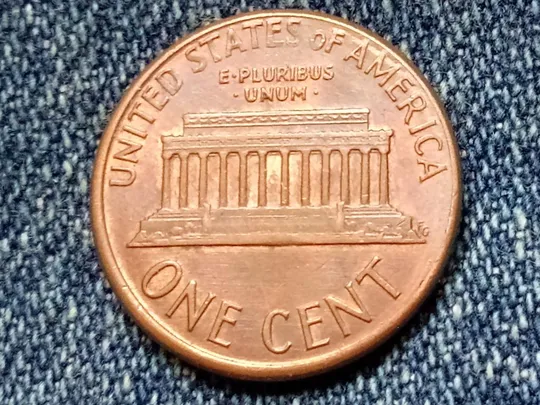 UNITED STATES OF AMERICA
E·PLURIBUS
·UNUM·
FG
ONE CENT